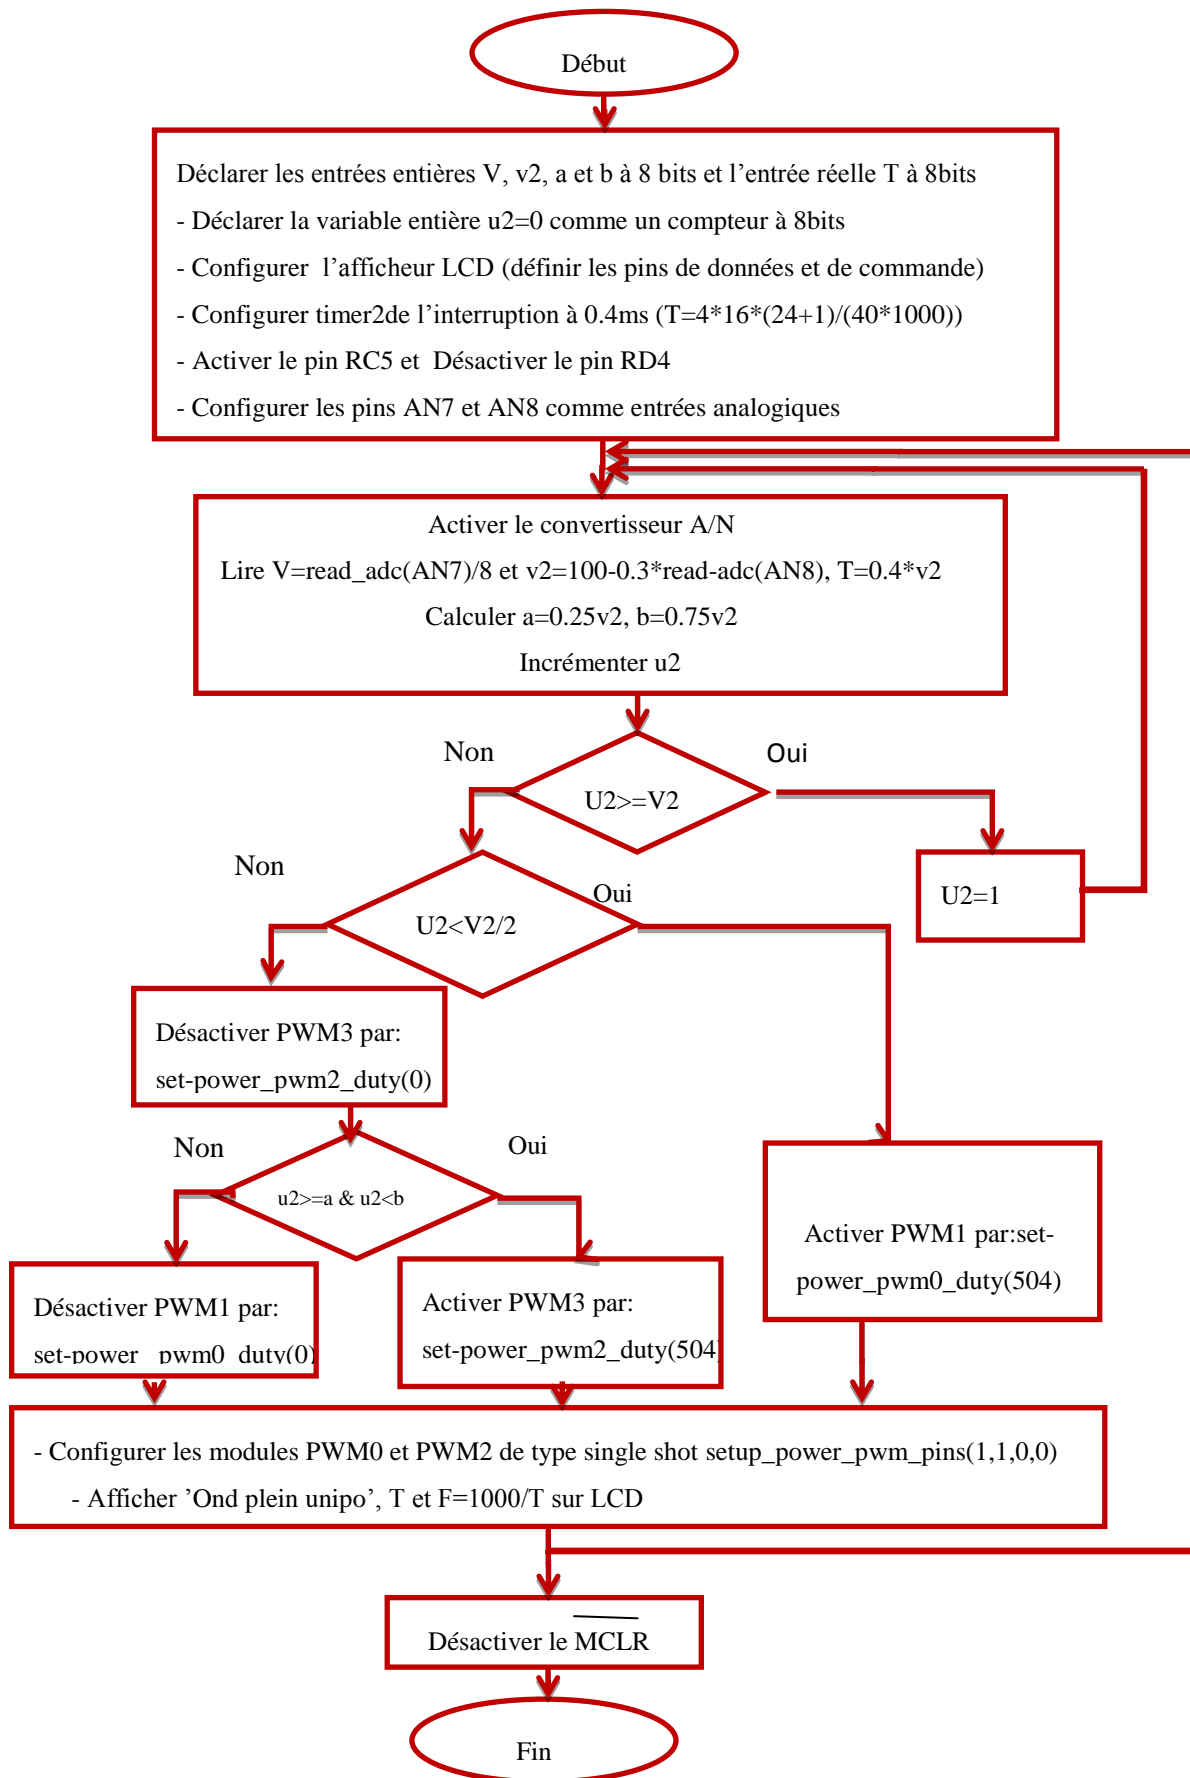 Début
Déclarer les entrées entières V, v2, a et b à 8 bits et l'entrée réelle T à 8bits
- Déclarer la variable entière u2=0 comme un compteur à 8bits
- Configurer l'afficheur LCD (définir les pins de données et de commande)
- Configurer timer2de l'interruption à 0.4ms (T=4*16*(24+1)/(40*1000))
- Activer le pin RC5 et Désactiver le pin RD4
- Configurer les pins AN7 et AN8 comme entrées analogiques
Activer le convertisseur A/N
Lire V=read_adc(AN7)/8 et v2=100-0.3*read-adc(AN8), T=0.4*v2
Calculer a=0.25v2, b=0.75v2
Incrémenter u2
Non
Oui
U2>=V2
Non
Oui
U2=1
U2<V2/2
Désactiver PWM3 par:
set-power_pwm2_duty(0)
Non
Oui
u2>=a & u2<b
Activer PWM1 par:set-
power_pwm0_duty(504)
Désactiver PWM1 par:
set-power_pwm0_duty(0)
Activer PWM3 par:
set-power_pwm2_duty(504)
- Configurer les modules PWM0 et PWM2 de type single shot setup_power_pwm_pins(1,1,0,0)
- Afficher 'Ond plein unipo', T et F=1000/T sur LCD
Désactiver le MCLR
Fin